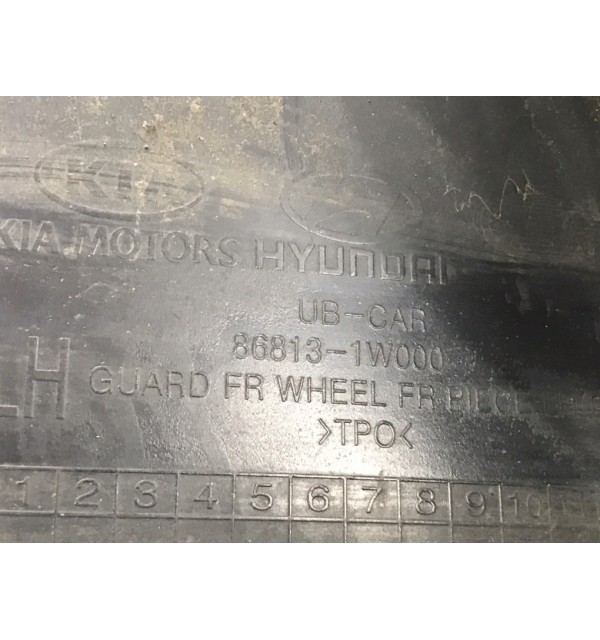 KIA
KIA MOTORS HYUNDAI
UB-CAR
86813-1W000
LH GUARD FR WHEEL FR PIECE
>TPO<
1 2 3 4 5 6 7 8 9 10